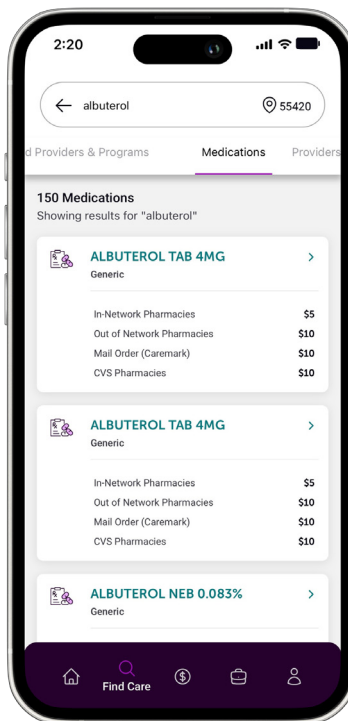 2:20
albuterol
55420
d Providers & Programs Medications Providers
150 Medications
Showing results for "albuterol"
ALBUTEROL TAB 4MG
Generic
In-Network Pharmacies $5
Out of Network Pharmacies $10
Mail Order (Caremark) $10
CVS Pharmacies $10
ALBUTEROL TAB 4MG
Generic
In-Network Pharmacies $5
Out of Network Pharmacies $10
Mail Order (Caremark) $10
CVS Pharmacies $10
ALBUTEROL NEB 0.083%
Generic
Find Care